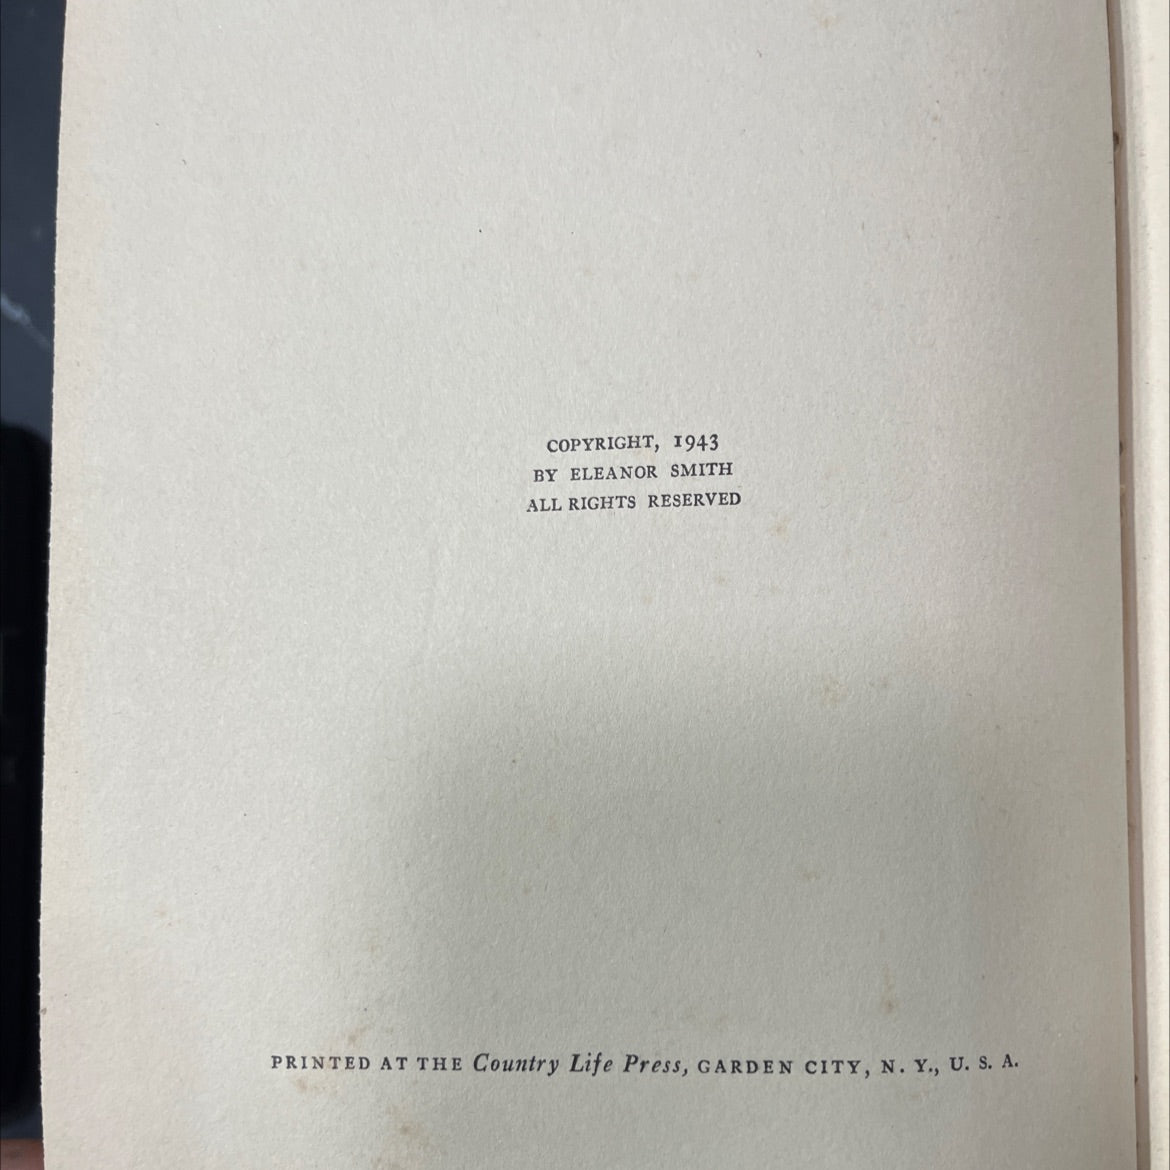 COPYRIGHT, 1943
BY ELEANOR SMITH
ALL RIGHTS RESERVED
PRINTED AT THE Country Life Press, GARDEN CITY, N. Y., U. S. A.